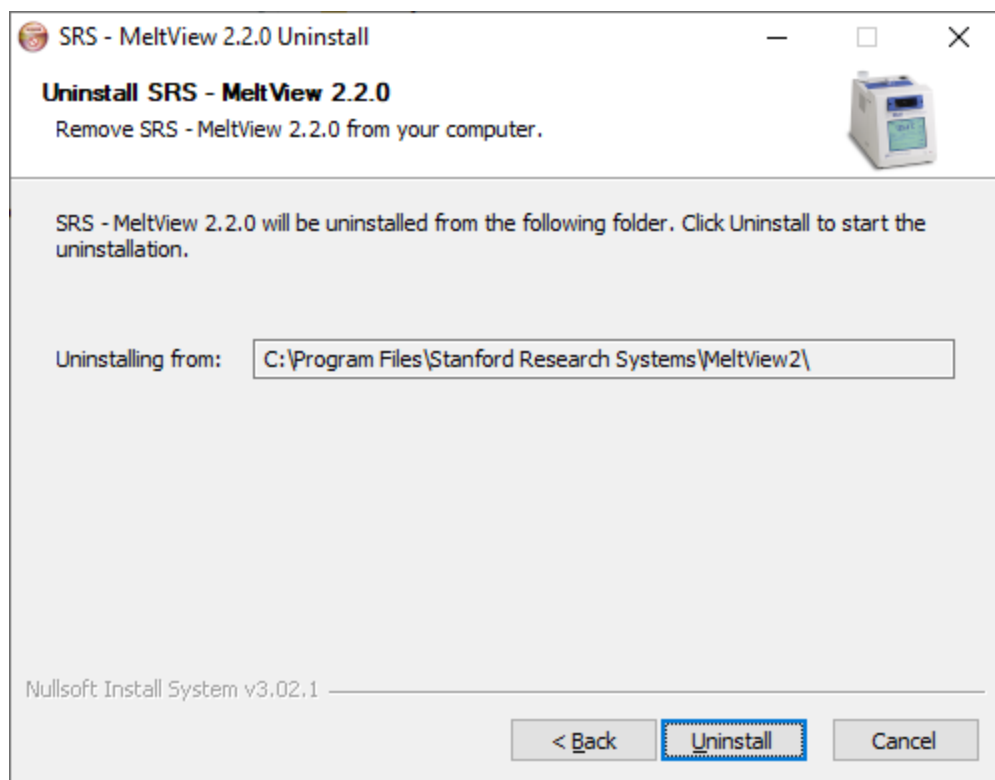 SRS - MeltView 2.2.0 Uninstall
Uninstall SRS - MeltView 2.2.0
Remove SRS - MeltView 2.2.0 from your computer.
SRS - MeltView 2.2.0 will be uninstalled from the following folder. Click Uninstall to start the
uninstallation.
Uninstalling from:	C:\Program Files\Stanford Research Systems\MeltView2\
Nullsoft Install System v3.02.1
< Back	Uninstall	Cancel